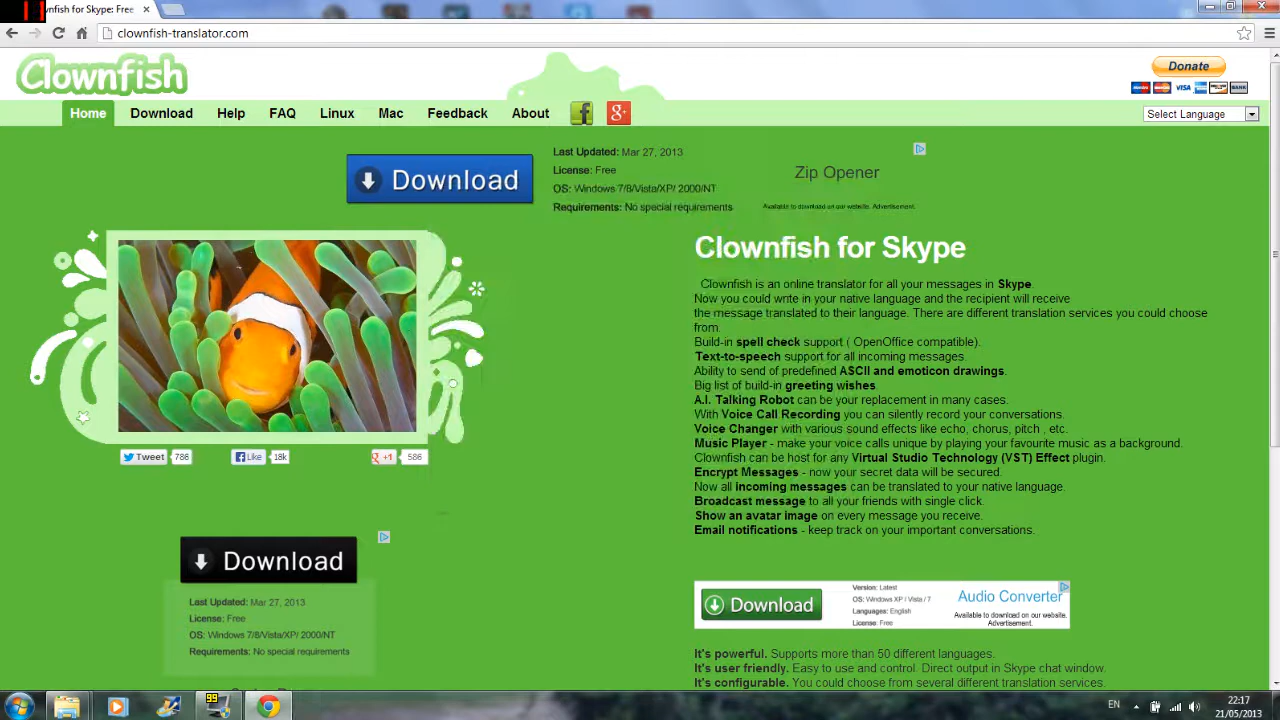 11
nfish for Skype: Free
clownfish-translator.com
Clownfish
Donate
VISA
BANK
Home
Download
Help
FAQ
Linux
Mac
Feedback
About
Select Language
Download
Last Updated: Mar 27, 2013
License: Free
OS: Windows 7/8/Vista/XP/ 2000/NT
Requirements: No special requirements
Zip Opener
Available to download on our website. Advertisement.
Clownfish for Skype
Clownfish is an online translator for all your messages in Skype.
Now you could write in your native language and the recipient will receive
the message translated to their language. There are different translation services you could choose
from.
Build-in spell check support ( OpenOffice compatible).
Text-to-speech support for all incoming messages.
Ability to send of predefined ASCII and emoticon drawings.
Big list of build-in greeting wishes.
A.I. Talking Robot can be your replacement in many cases.
With Voice Call Recording you can silently record your conversations.
Voice Changer with various sound effects like echo, chorus, pitch , etc.
Music Player - make your voice calls unique by playing your favourite music as a background.
Clownfish can be host for any Virtual Studio Technology (VST) Effect plugin.
Encrypt Messages - now your secret data will be secured.
Now all incoming messages can be translated to your native language.
Broadcast message to all your friends with single click.
Show an avatar image on every message you receive.
Email notifications - keep track on your important conversations.
Tweet 786
Like 18k
+1 586
Download
Last Updated: Mar 27, 2013
License: Free
OS: Windows 7/8/Vista/XP/ 2000/NT
Requirements: No special requirements
Download
Version: Latest
OS: Windows XP / Vista / 7
Languages: English
License: Free
Audio Converter
Available to download on our website.
Advertisement.
It's powerful. Supports more than 50 different languages.
It's user friendly. Easy to use and control. Direct output in Skype chat window.
It's configurable. You could choose from several different translation services.
99
EN
22:17
21/05/2013